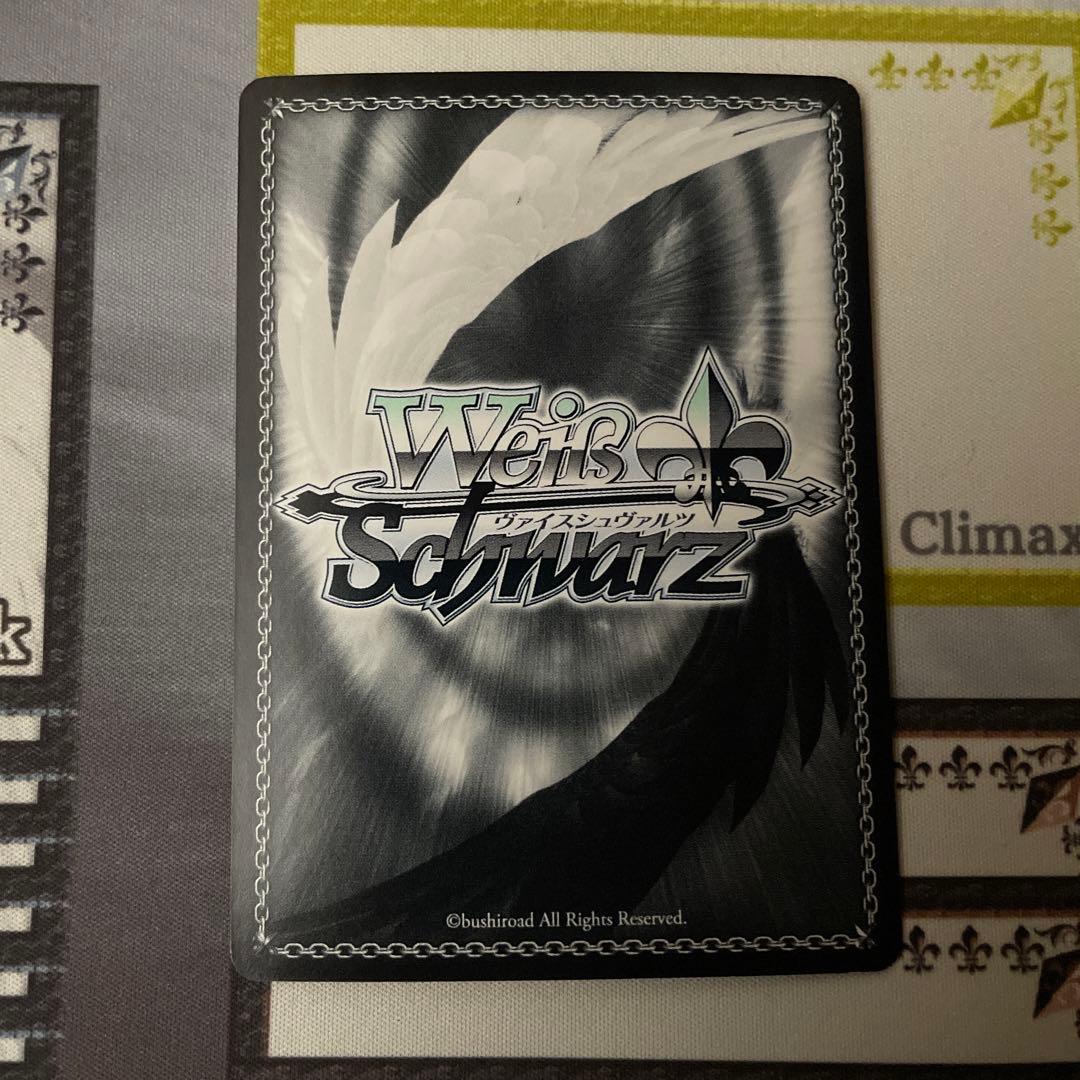 Weiß
ヴァイスシュヴァルツ
Schwarz
©bushiroad All Rights Reserved.
Climax
k